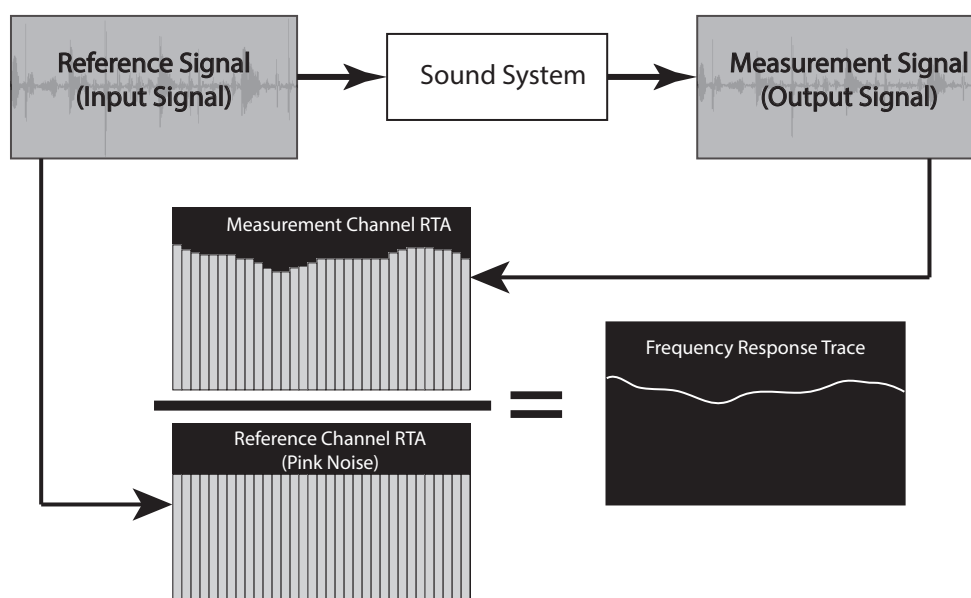 Reference Signal
(Input Signal)
Sound System
Measurement Signal
(Output Signal)
Measurement Channel RTA
Frequency Response Trace
Reference Channel RTA
(Pink Noise)